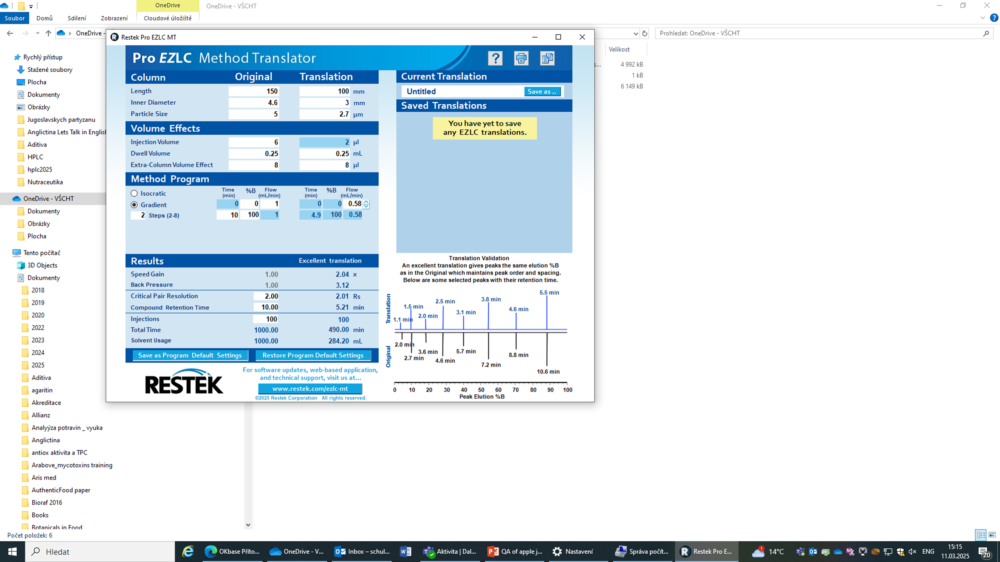 OneDrive
OneDrive - VŠCHT
Soubor Domů Sdílení Zobrazení Cloudové úložiště
OneDrive -
Prohledat: OneDrive - VŠCHT
Rychlý přístup
Stažené soubory
Plocha
Dokumenty
Obrázky
Jugoslavskych partyzanu
Anglictina Lets Talk in English
Aditiva
HPLC
hplc2025
Nutraceutika
OneDrive - VŠCHT
Dokumenty
Obrázky
Plocha
Tento počítač
3D Objects
Dokumenty
2018
2019
2020
2022
2023
2024
2025
Aditiva
agaritin
Akreditace
Allianz
Analyýza potravin _ vyuka
Anglictina
antiox aktivita a TPC
Arabove_mycotoxins training
Aris med
AuthenticFood paper
Bioraf 2016
Books
Botanicals in Food
Počet položek: 6
Velikost
s...
4 992 kB
1 kB
6 149 kB
Restek Pro EZLC MT
Pro EZLC Method Translator
?
Column Original Translation
Length 150 100 mm
Inner Diameter 4.6 3 mm
Particle Size 5 2.7 µm
Volume Effects
Injection Volume 6 2 µl
Dwell Volume 0.25 0.25 mL
Extra-Column Volume Effect 8 8 µl
Method Program
Time %B Flow Time %B Flow
(min) (mL/min) (min) (mL/min)
Isocratic
Gradient 0 0 1 0 0 0.58
2 Steps (2-8) 10 100 1 4.9 100 0.58
Results Excellent translation
Speed Gain 1.00 2.04 x
Back Pressure 1.00 3.12
Critical Pair Resolution 2.00 2.01 Rs
Compound Retention Time 10.00 5.21 min
Injections 100 100
Total Time 1000.00 490.00 min
Solvent Usage 1000.00 284.20 mL
Save as Program Default Settings Restore Program Default Settings
RESTEK
For software updates, web-based application,
and technical support, visit us at...
www.restek.com/ezlc-mt
©2025 Restek Corporation All rights reserved.
Current Translation
Untitled Save as ..
Saved Translations
You have yet to save
any EZLC translations.
Translation Validation
An excellent translation gives peaks the same elution %B
as in the Original which maintains peak order and spacing.
Below are some selected peaks with their retention time.
Translation
1.1 min 1.5 min 2.0 min 2.5 min 3.1 min 3.8 min 4.6 min 5.5 min
Original
2.0 min 2.7 min 3.6 min 4.6 min 5.7 min 7.2 min 8.8 min 10.6 min
0 10 20 30 40 50 60 70 80 90 100
Peak Elution %B
Hledat
OKbase Příto...
OneDrive - V...
Inbox – schul...
Aktivita | Dal...
QA of apple j...
Nastavení
Správa počít...
Restek Pro E...
1
14°C
ENG
15:15
11.03.2025
20